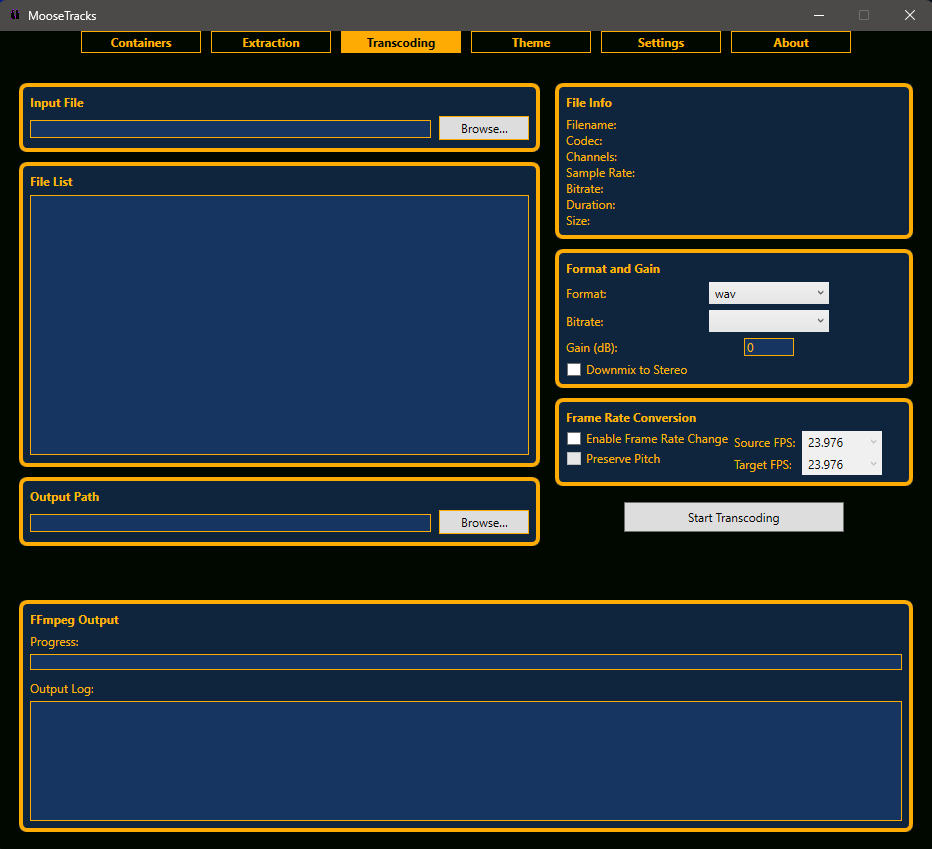 MooseTracks
Containers Extraction Transcoding Theme Settings About
Input File
Browse...
File List
Output Path
Browse...
File Info
Filename:
Codec:
Channels:
Sample Rate:
Bitrate:
Duration:
Size:
Format and Gain
Format: wav
Bitrate:
Gain (dB): 0
Downmix to Stereo
Frame Rate Conversion
Enable Frame Rate Change Source FPS: 23.976
Preserve Pitch Target FPS: 23.976
Start Transcoding
FFmpeg Output
Progress:
Output Log: